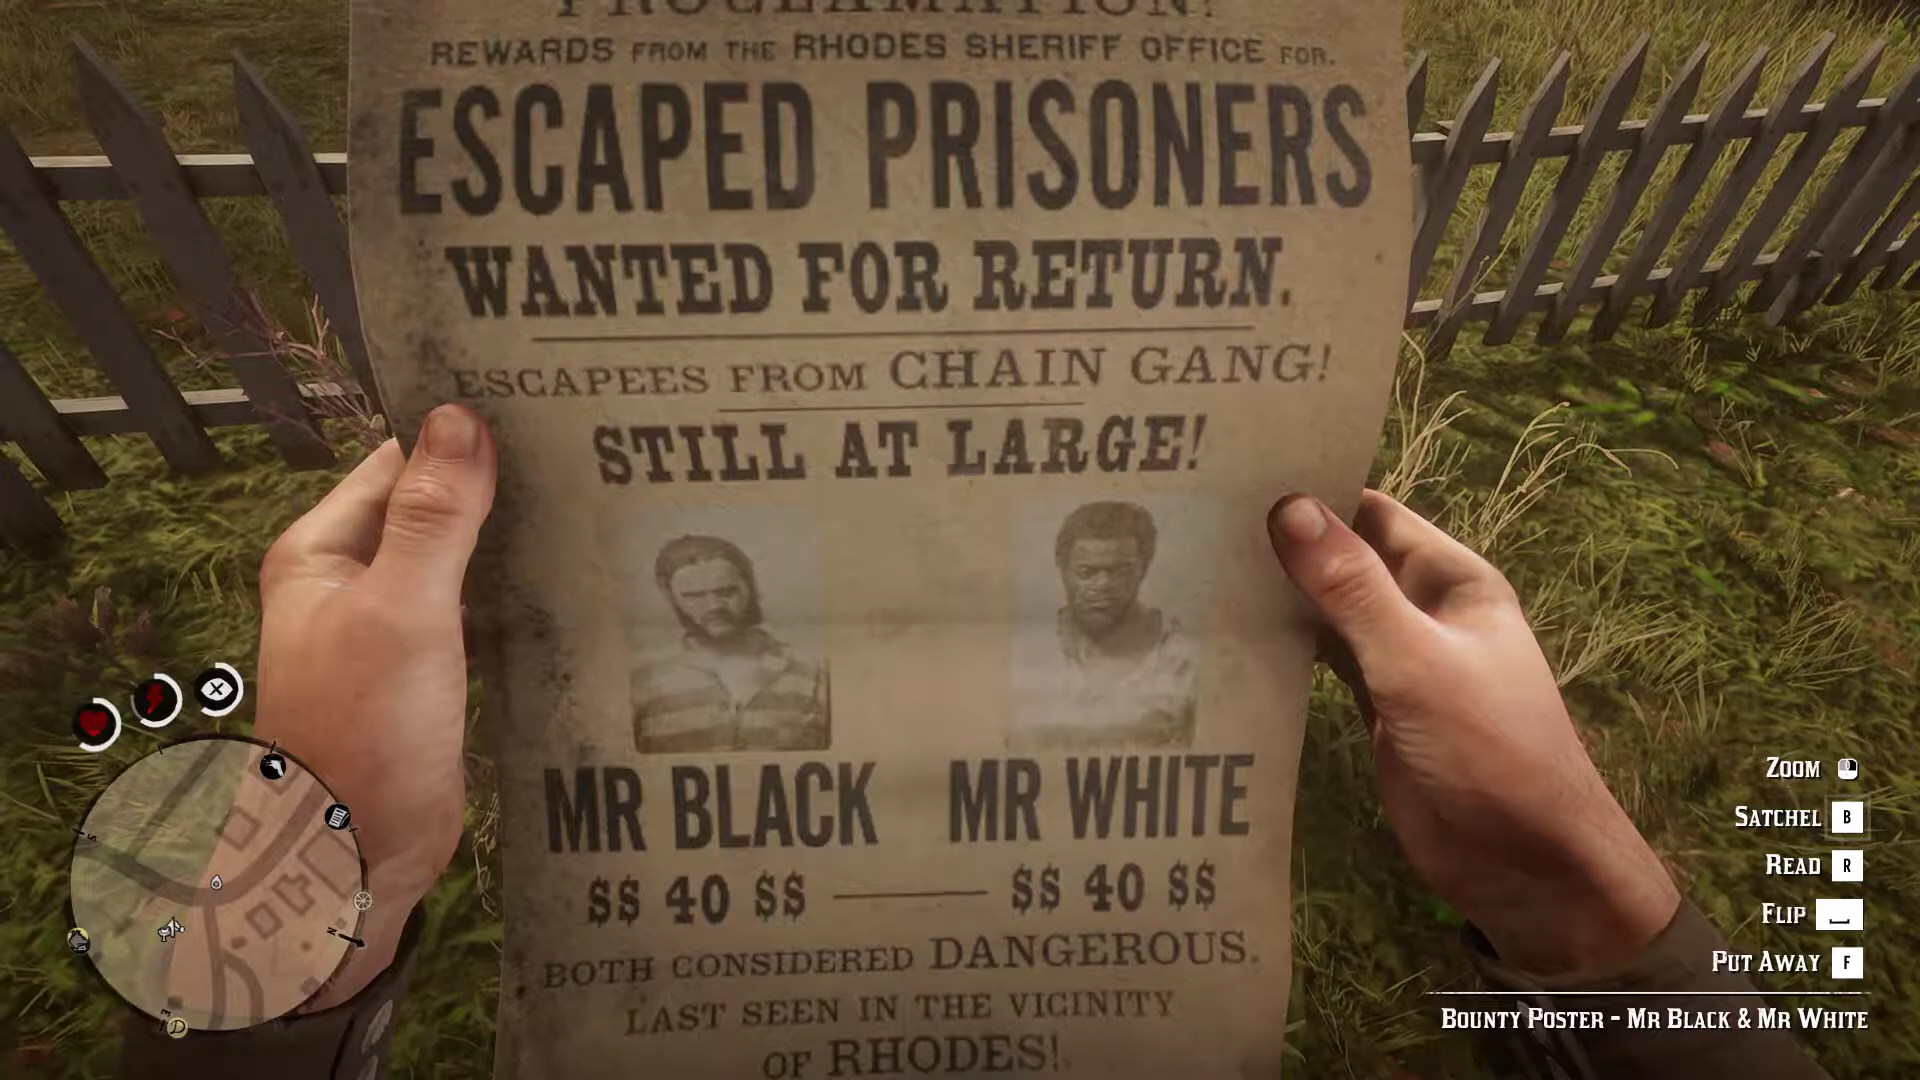 PROCLAMATION!
REWARDS FROM THE RHODES SHERIFF OFFICE FOR.
ESCAPED PRISONERS
WANTED FOR RETURN.
ESCAPEES FROM CHAIN GANG!
STILL AT LARGE!
MR BLACK MR WHITE
$$ 40 $$ $$ 40 $$
BOTH CONSIDERED DANGEROUS.
LAST SEEN IN THE VICINITY
OF RHODES!
S
N
E
D
ZOOM
SATCHEL B
READ R
FLIP
PUT AWAY F
BOUNTY POSTER - MR BLACK & MR WHITE